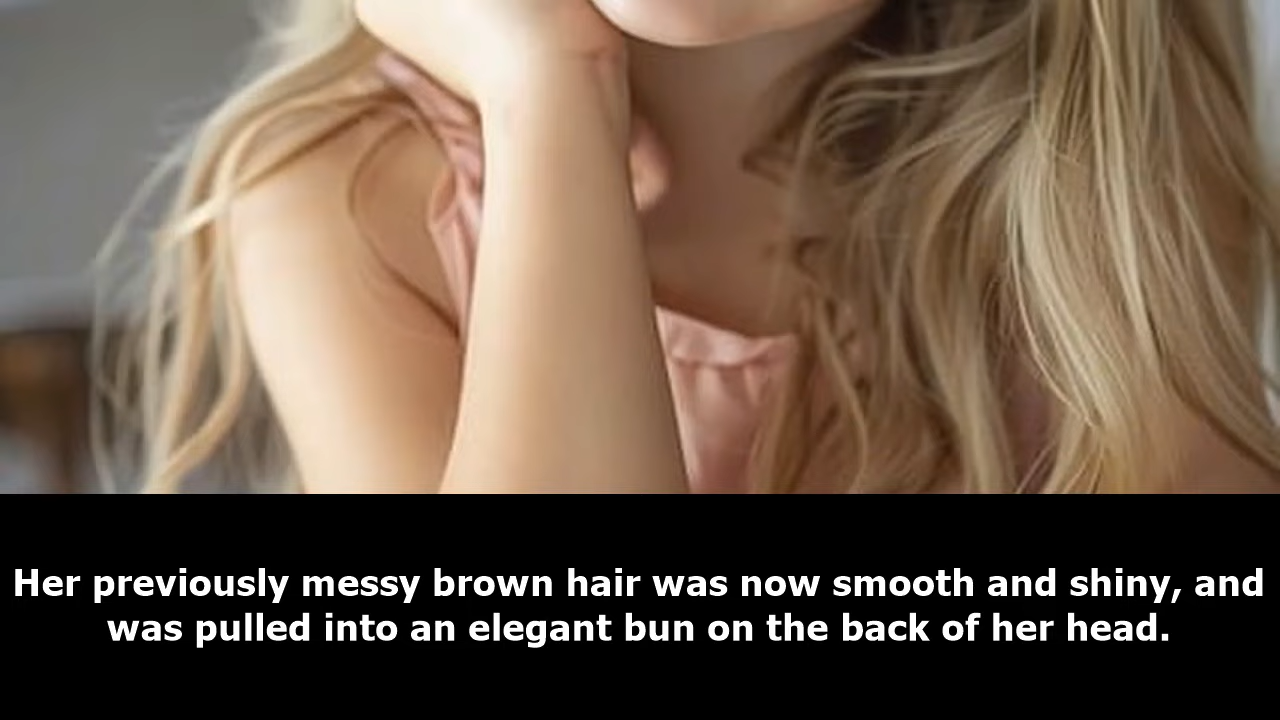 Her previously messy brown hair was now smooth and shiny, and
was pulled into an elegant bun on the back of her head.